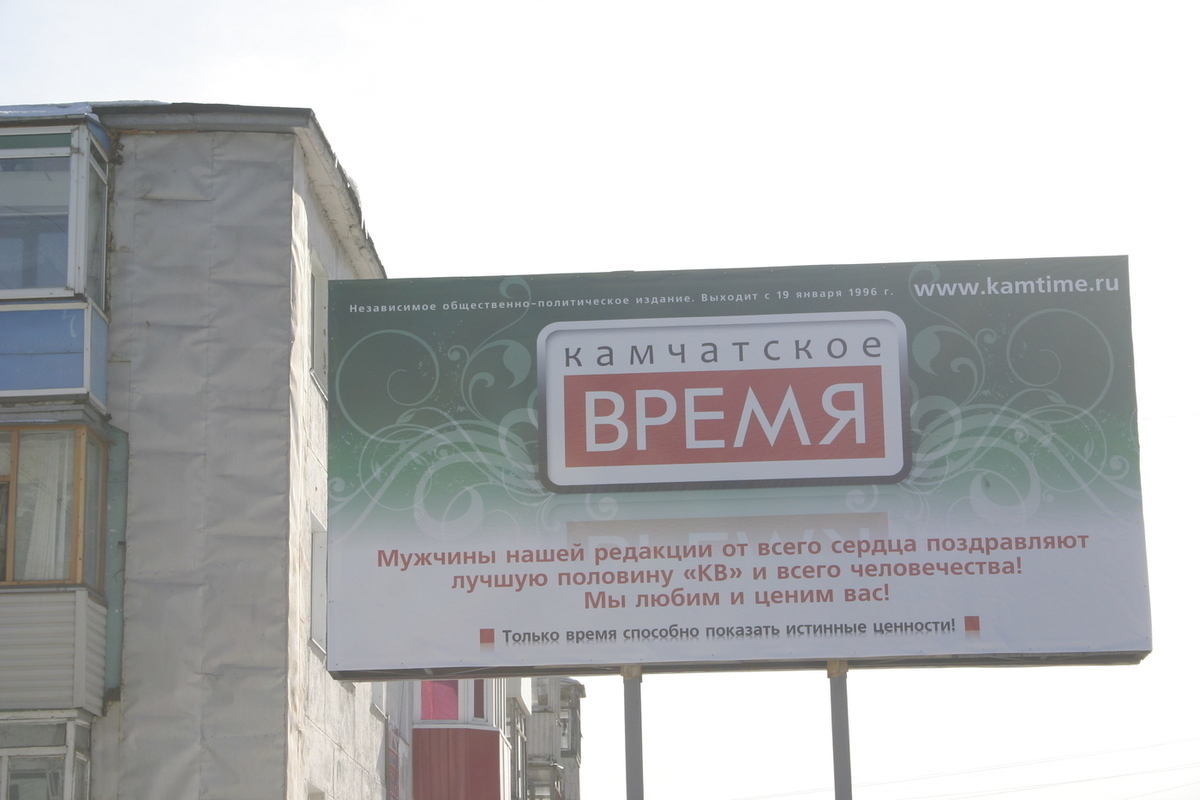 Независимое общественно-политическое издание. Выходит с 19 января 1996 г.
www.kamtime.ru
камчатское
ВРЕМЯ
Мужчины нашей редакции от всего сердца поздравляют
лучшую половину «КВ» и всего человечества!
Мы любим и ценим вас!
Только время способно показать истинные ценности!